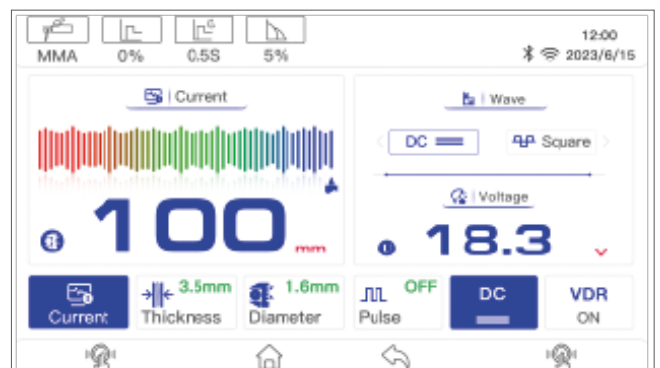 12:00
MMA 0% 0.5S 5% 2023/6/15
Current
Wave
DC Square
Voltage
100 mm
18.3 V
3.5mm 1.6mm OFF DC VDR
Current Thickness Diameter Pulse ON